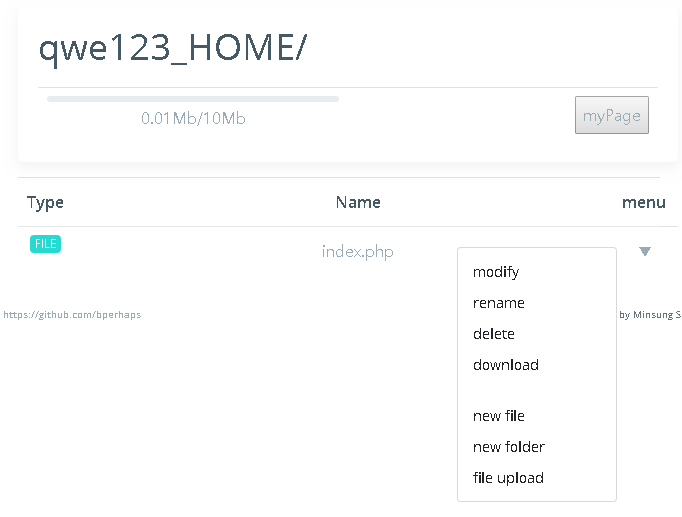 qwe123_HOME/
0.01Mb/10Mb
myPage
Type Name menu
FILE index.php
modify
rename
delete
download
new file
new folder
file upload
https://github.com/bperhaps
by Minsung S